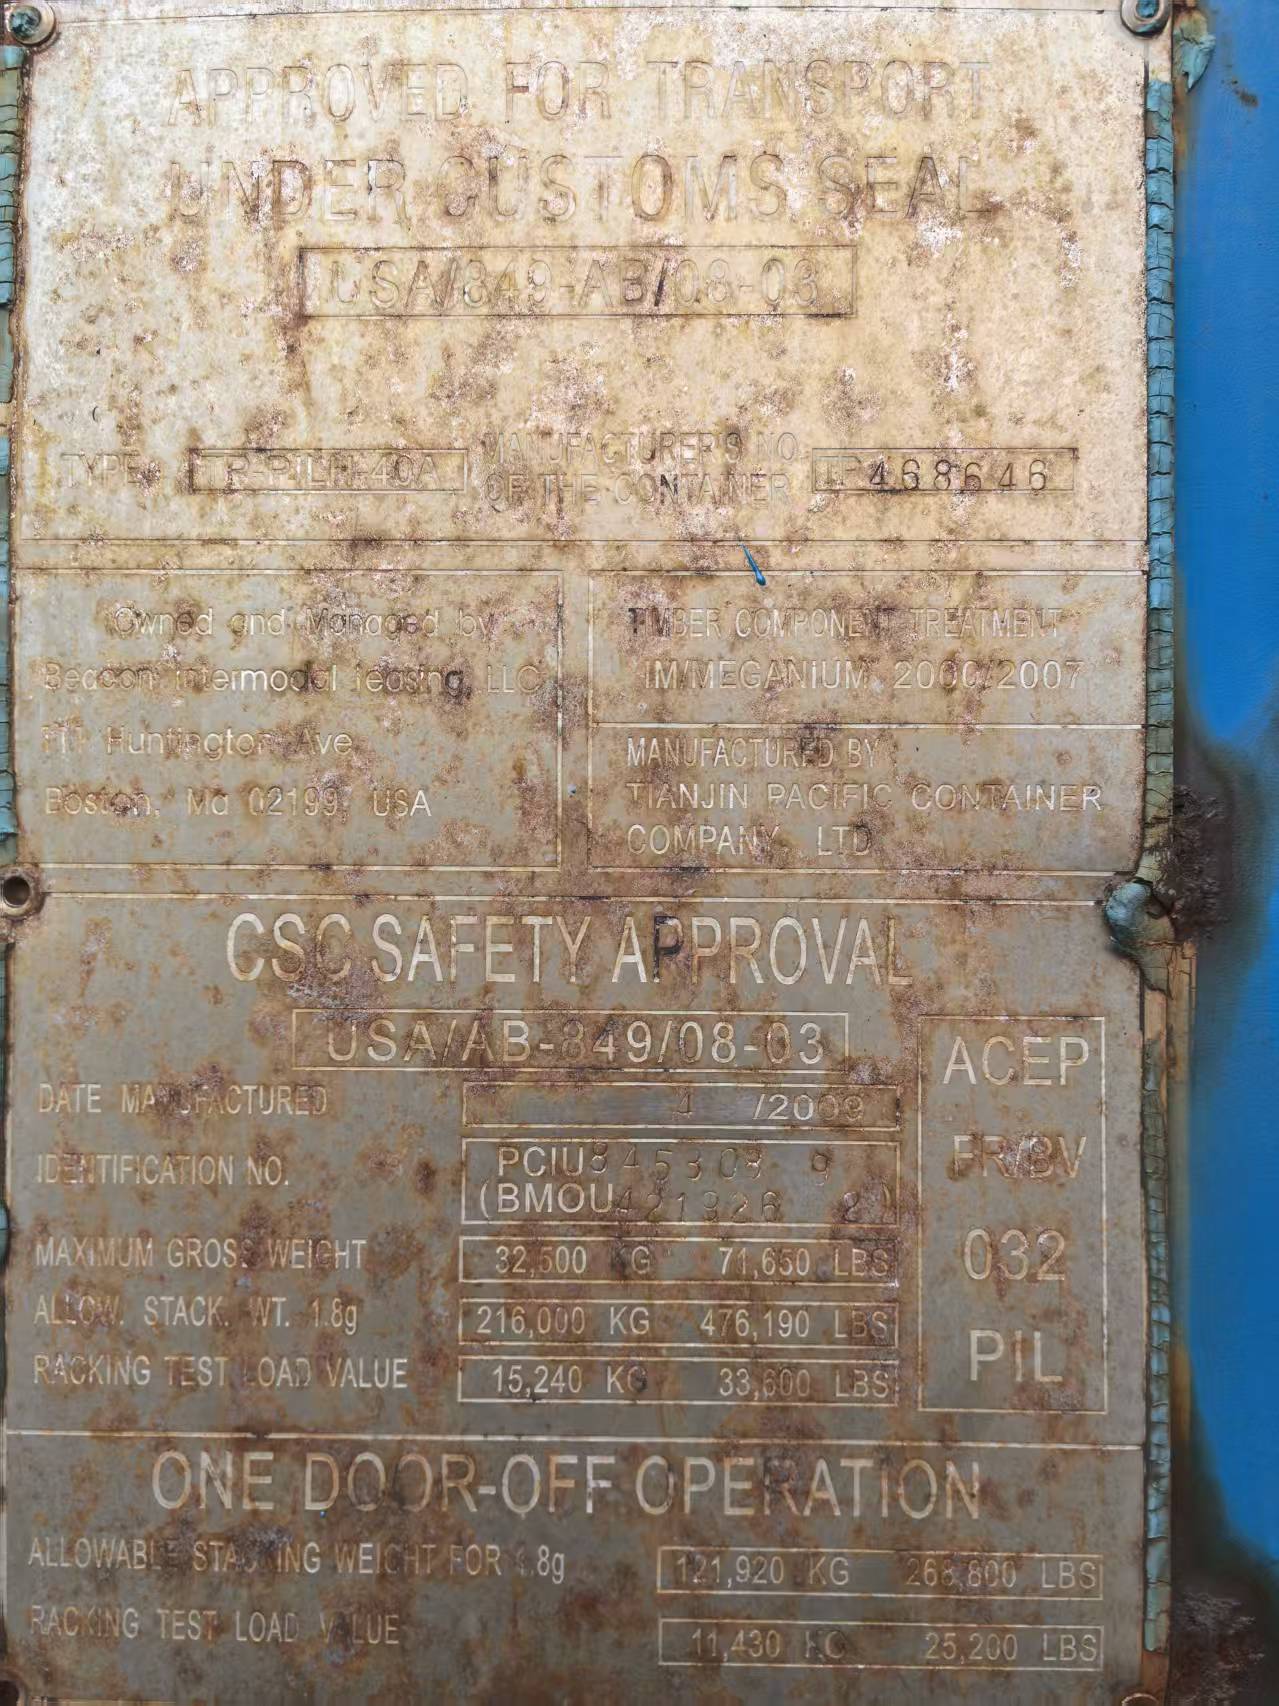 APPROVED FOR TRANSPORT
UNDER CUSTOMS SEAL
USA/849-AB/08-03
TYPE: TP-PILH-40A
MANUFACTURER'S NO.
OF THE CONTAINER
TP 468646
Owned and Managed by
Beacon intermodal leasing LLC
111 Huntington Ave
Boston, Ma 02199, USA
TIMBER COMPONENT TREATMENT
IM/MEGANIUM 2000/2007
MANUFACTURED BY
TIANJIN PACIFIC CONTAINER
COMPANY LTD
CSC SAFETY APPROVAL
USA/AB-849/08-03
DATE MANUFACTURED 4 /2009
IDENTIFICATION NO. PCIU845308 9
(BMOU421926 2)
MAXIMUM GROSS WEIGHT 32,500 KG 71,650 LBS
ALLOW. STACK. WT. 1.8g 216,000 KG 476,190 LBS
RACKING TEST LOAD VALUE 15,240 KG 33,600 LBS
ACEP
FR/BV
032
PIL
ONE DOOR-OFF OPERATION
ALLOWABLE STACKING WEIGHT FOR 1.8g 121,920 KG 268,800 LBS
RACKING TEST LOAD VALUE 11,430 KG 25,200 LBS